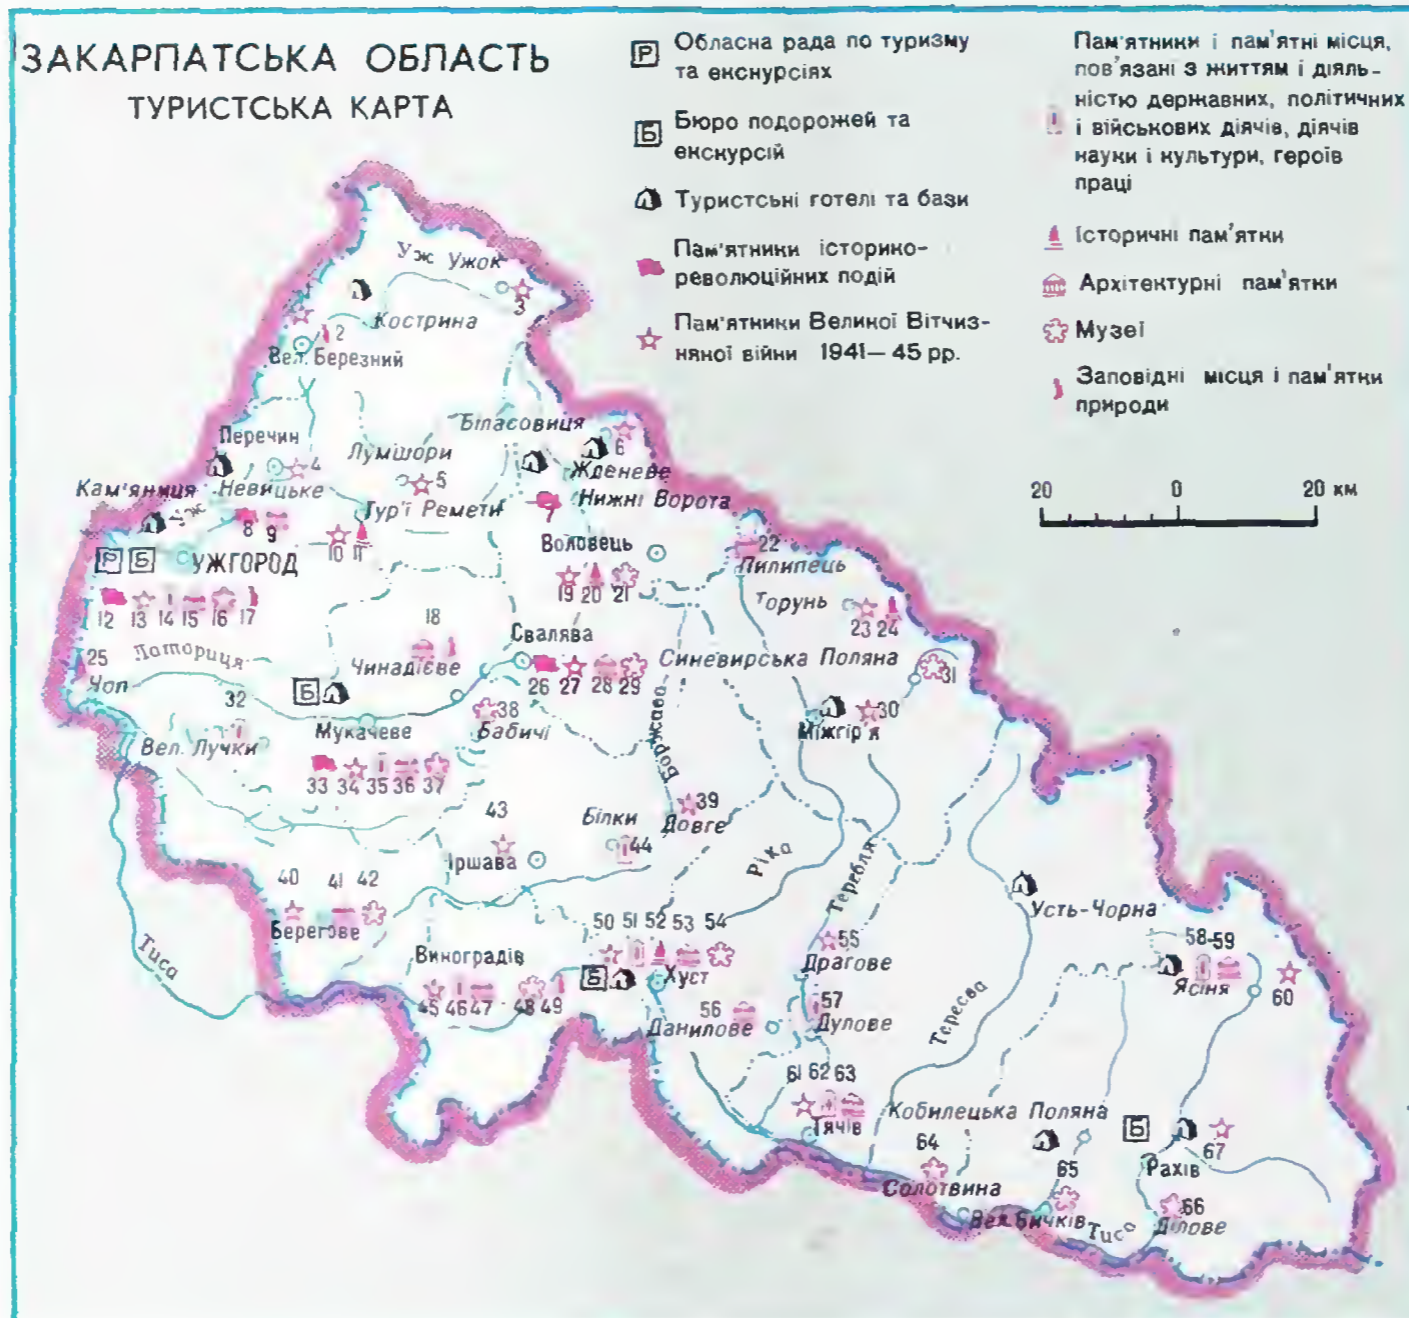 ЗАКАРПАТСЬКА ОБЛАСТЬ
ТУРИСТСЬКА КАРТА
Р
Обласна рада по туризму
та екскурсіях
Б
Бюро подорожей та
екскурсій
Туристські готелі та бази
Пам'ятники історико-
революційних подій
Пам'ятники Великої Вітчиз-
няної війни 1941—45 рр.
Пам'ятники і пам'ятні місця,
пов'язані з життям і діяль-
ністю державних, політичних
і військових діячів, діячів
науки і культури, героїв
праці
Історичні пам'ятки
Архітектурні пам'ятки
Музеї
Заповідні місця і пам'ятки
природи
20 0 20 км
Уж Ужок
3
Кострина
2
Вел. Березний
Перечин
4
Лумшори
5
Біласовиця
6
Жденеве
Кам'яниця Невицьке
Уж
8 9
Тур'ї Ремети
10 11
Нижні Ворота
7
Р Б УЖГОРОД
12 13 14 15 16 17
Воловець
19 20 21
22
Пилипець
Торунь
23 24
25
Чоп
Латориця
18
Чинадієве
Свалява
26 27 28 29
Синевирська Поляна
31
32
Вел. Лучки
Б
Мукачеве
33 34 35 36 37
38
Бабичі
Боржава
Міжгір'я
30
39
Довге
43
Іршава
Білки
44
Ріка
Теребля
40 41 42
Берегове
Тиса
Виноградів
45 46 47 48 49
50 51 52 53 54
Б
Хуст
55
Драгове
56
Данилове
57
Дулове
Тересва
Усть-Чорна
58-59
Ясіня
60
61 62 63
Тячів
Кобилецька Поляна
64
Солотвина
65
Вел. Бичків
Тиса
Б
Рахів
67
66
Ділове